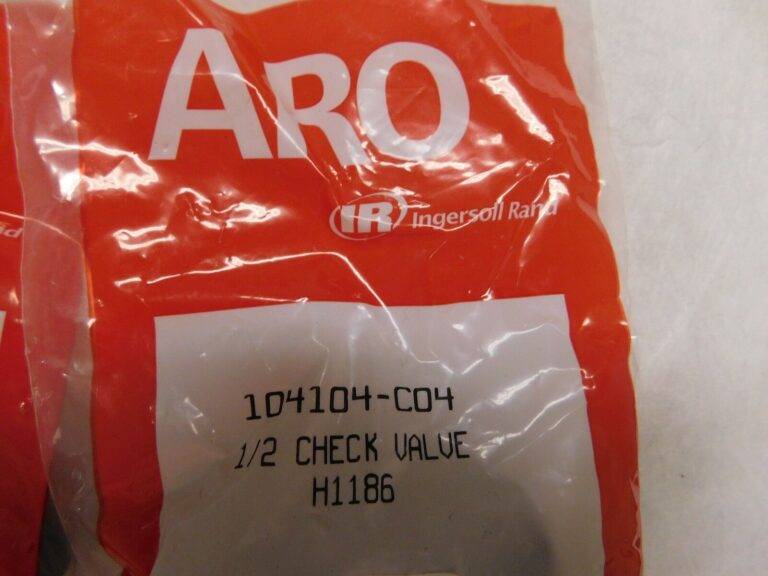 ARO
IR Ingersoll Rand
104104-C04
1/2 CHECK VALVE
H1186